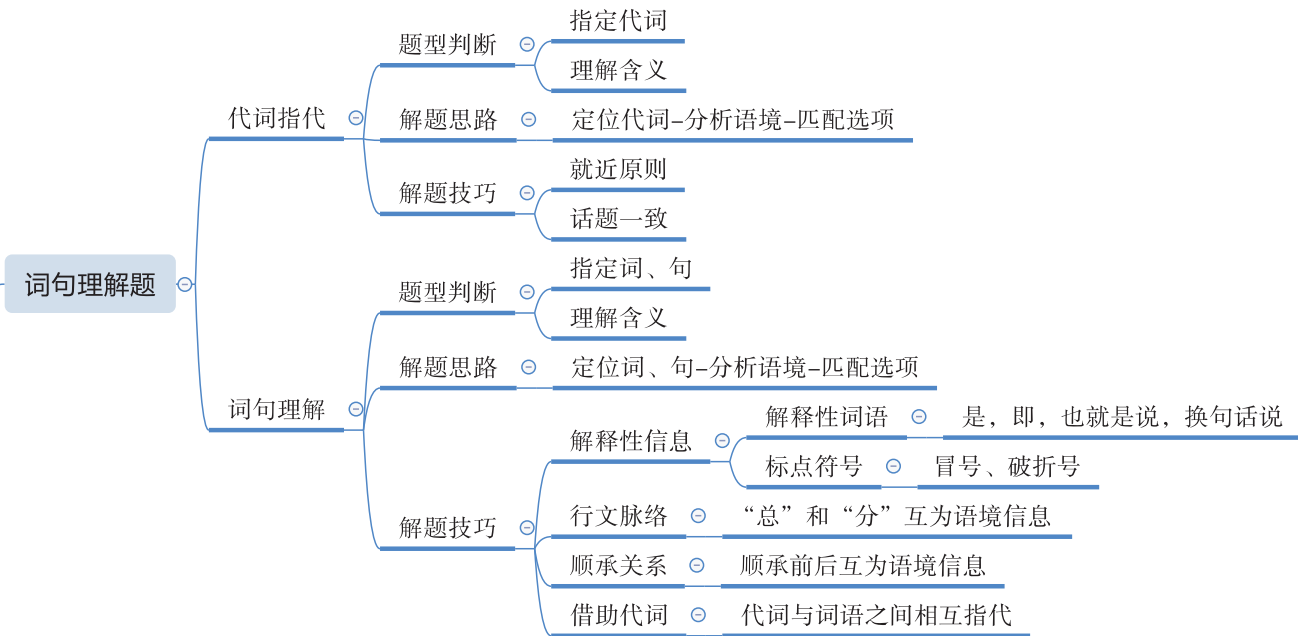 词句理解题
代词指代
题型判断
指定代词
理解含义
解题思路
定位代词–分析语境–匹配选项
解题技巧
就近原则
话题一致
词句理解
题型判断
指定词、句
理解含义
解题思路
定位词、句–分析语境–匹配选项
解题技巧
解释性信息
解释性词语
是，即，也就是说，换句话说
标点符号
冒号、破折号
行文脉络
“总”和“分”互为语境信息
顺承关系
顺承前后互为语境信息
借助代词
代词与词语之间相互指代